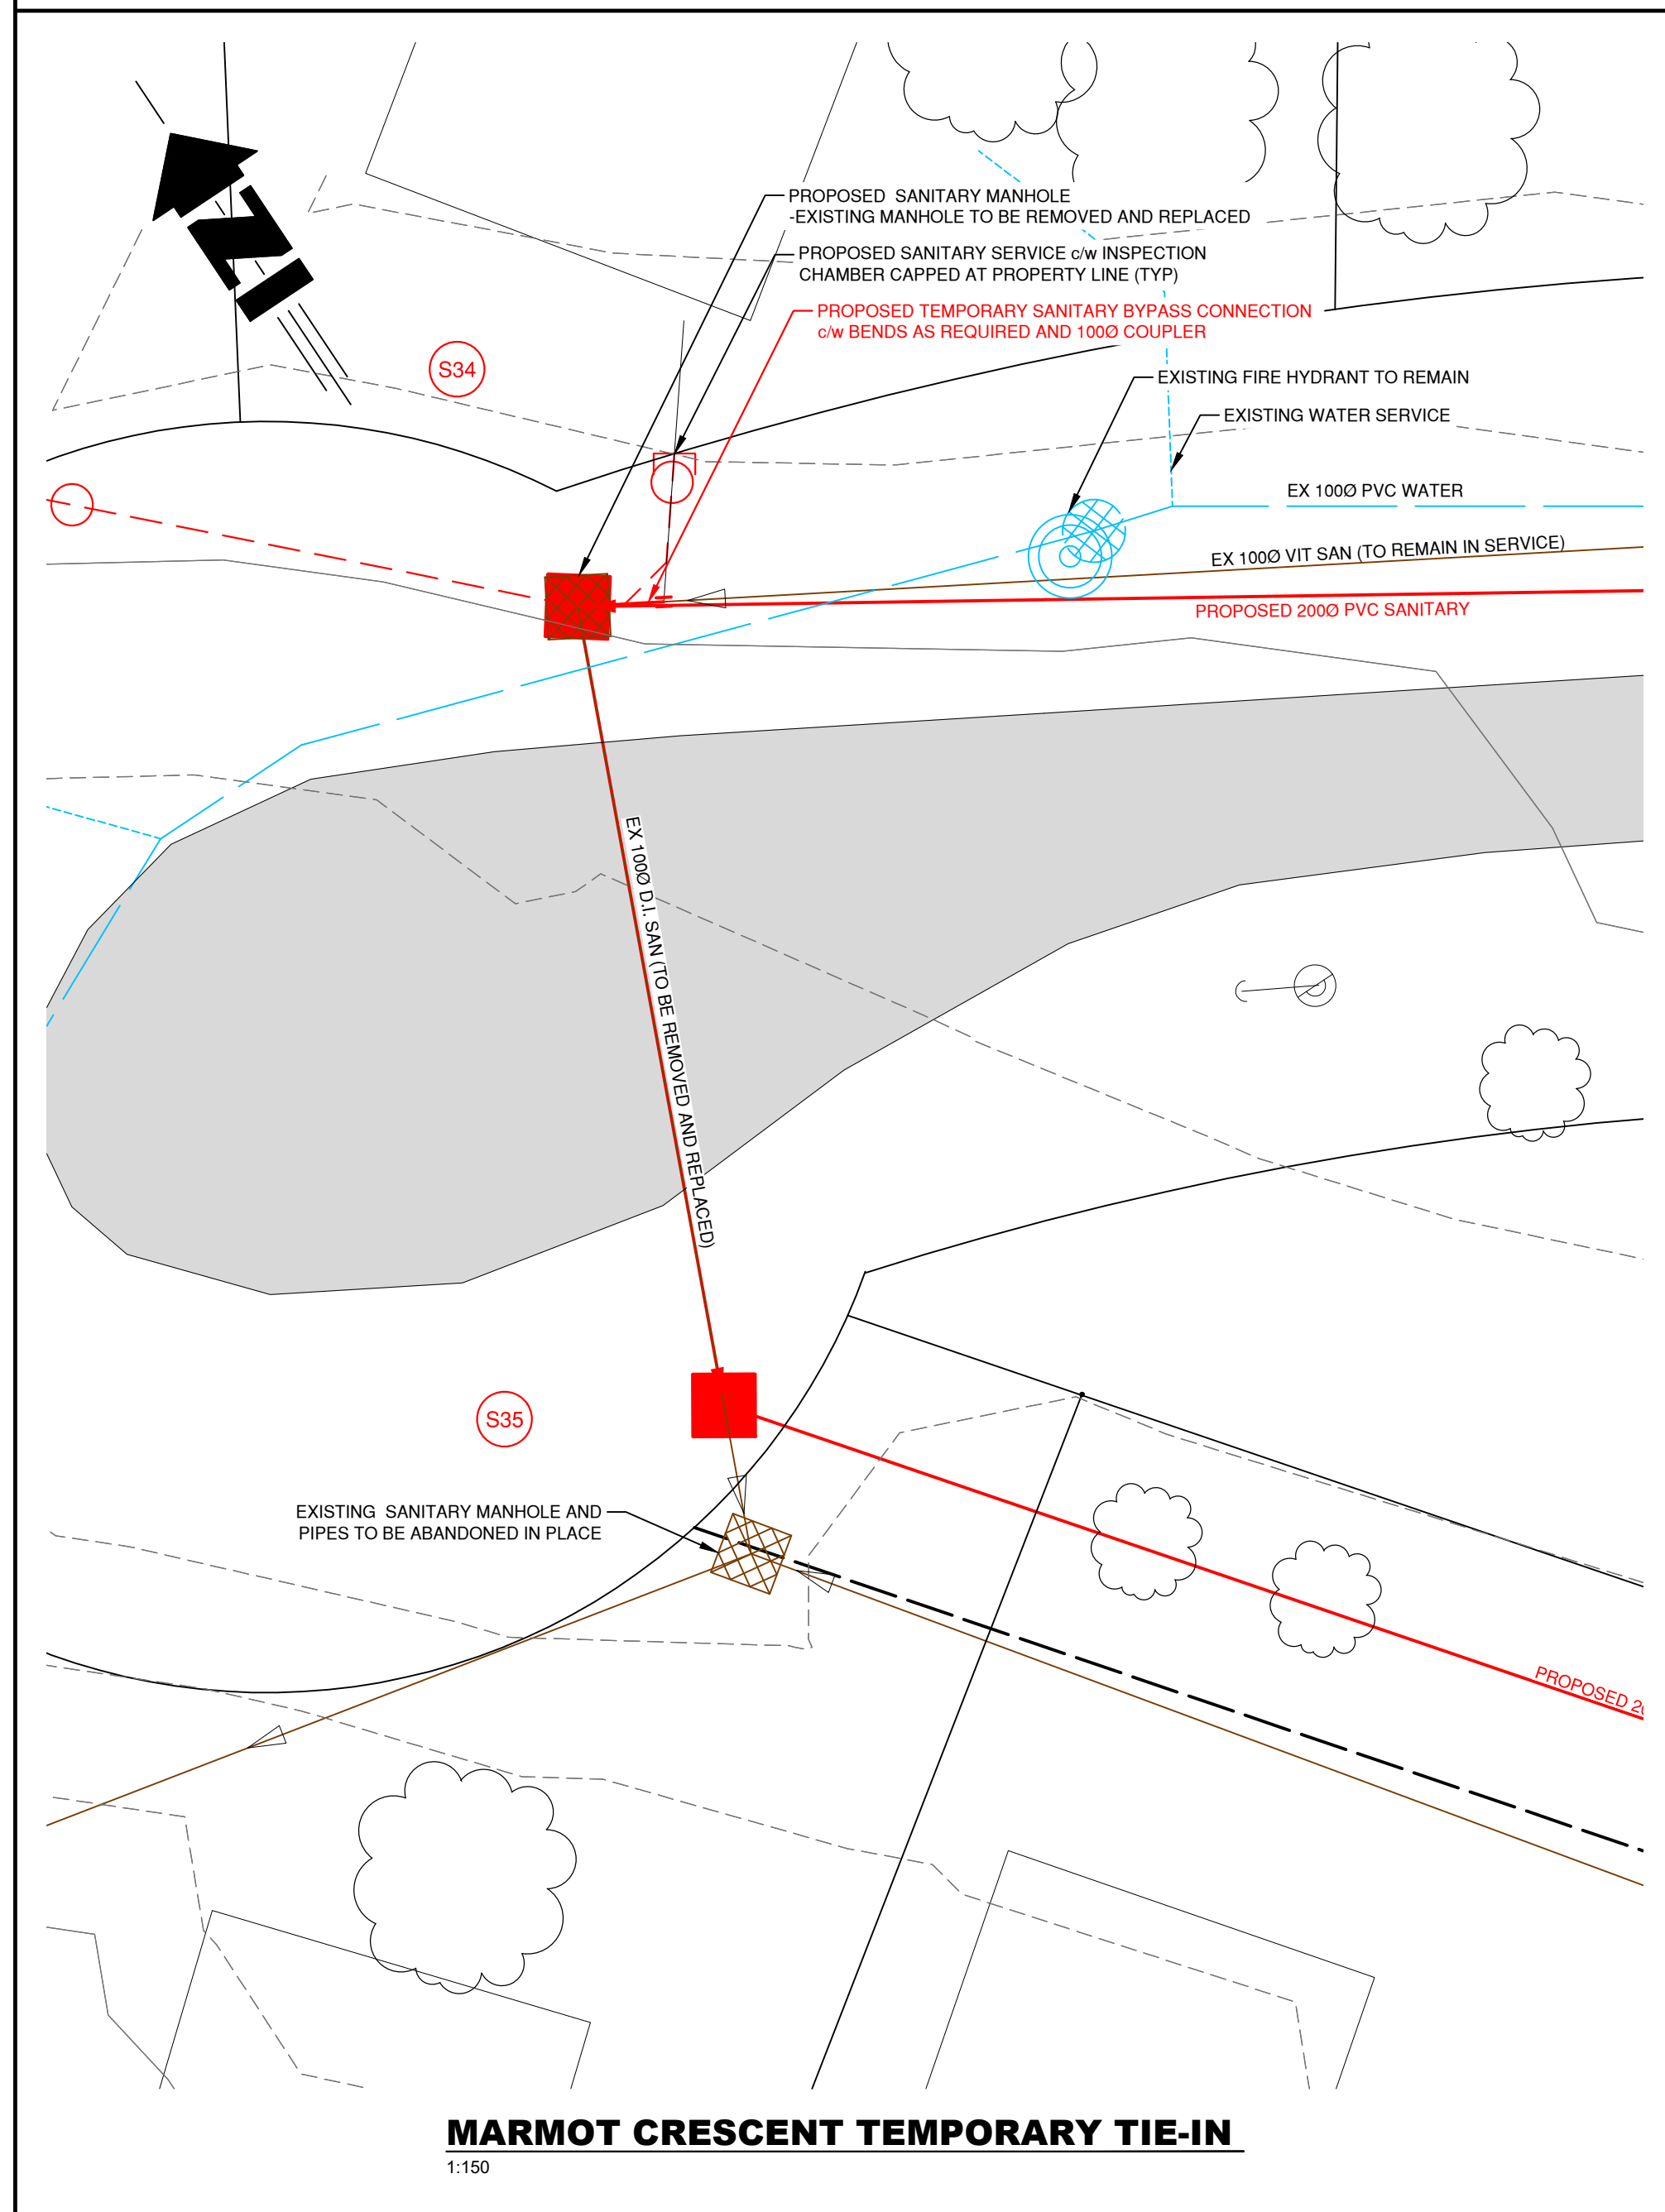 N
PROPOSED SANITARY MANHOLE
-EXISTING MANHOLE TO BE REMOVED AND REPLACED
PROPOSED SANITARY SERVICE c/w INSPECTION
CHAMBER CAPPED AT PROPERTY LINE (TYP)
PROPOSED TEMPORARY SANITARY BYPASS CONNECTION
c/w BENDS AS REQUIRED AND 100Ø COUPLER
S34
EXISTING FIRE HYDRANT TO REMAIN
EXISTING WATER SERVICE
EX 100Ø PVC WATER
EX 100Ø VIT SAN (TO REMAIN IN SERVICE)
PROPOSED 200Ø PVC SANITARY
EX 100Ø D.I. SAN (TO BE REMOVED AND REPLACED)
S35
EXISTING SANITARY MANHOLE AND
PIPES TO BE ABANDONED IN PLACE
PROPOSED 2
MARMOT CRESCENT TEMPORARY TIE-IN
1:150